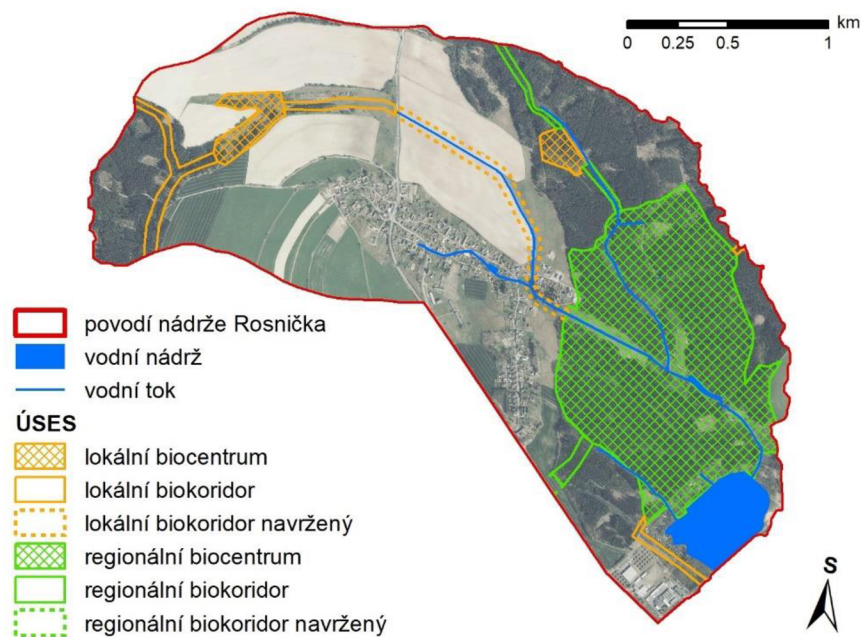 km
0 0.25 0.5 1
povodí nádrže Rosnička
vodní nádrž
vodní tok
ÚSES
lokální biocentrum
lokální biokoridor
lokální biokoridor navržený
regionální biocentrum
regionální biokoridor
regionální biokoridor navržený
S